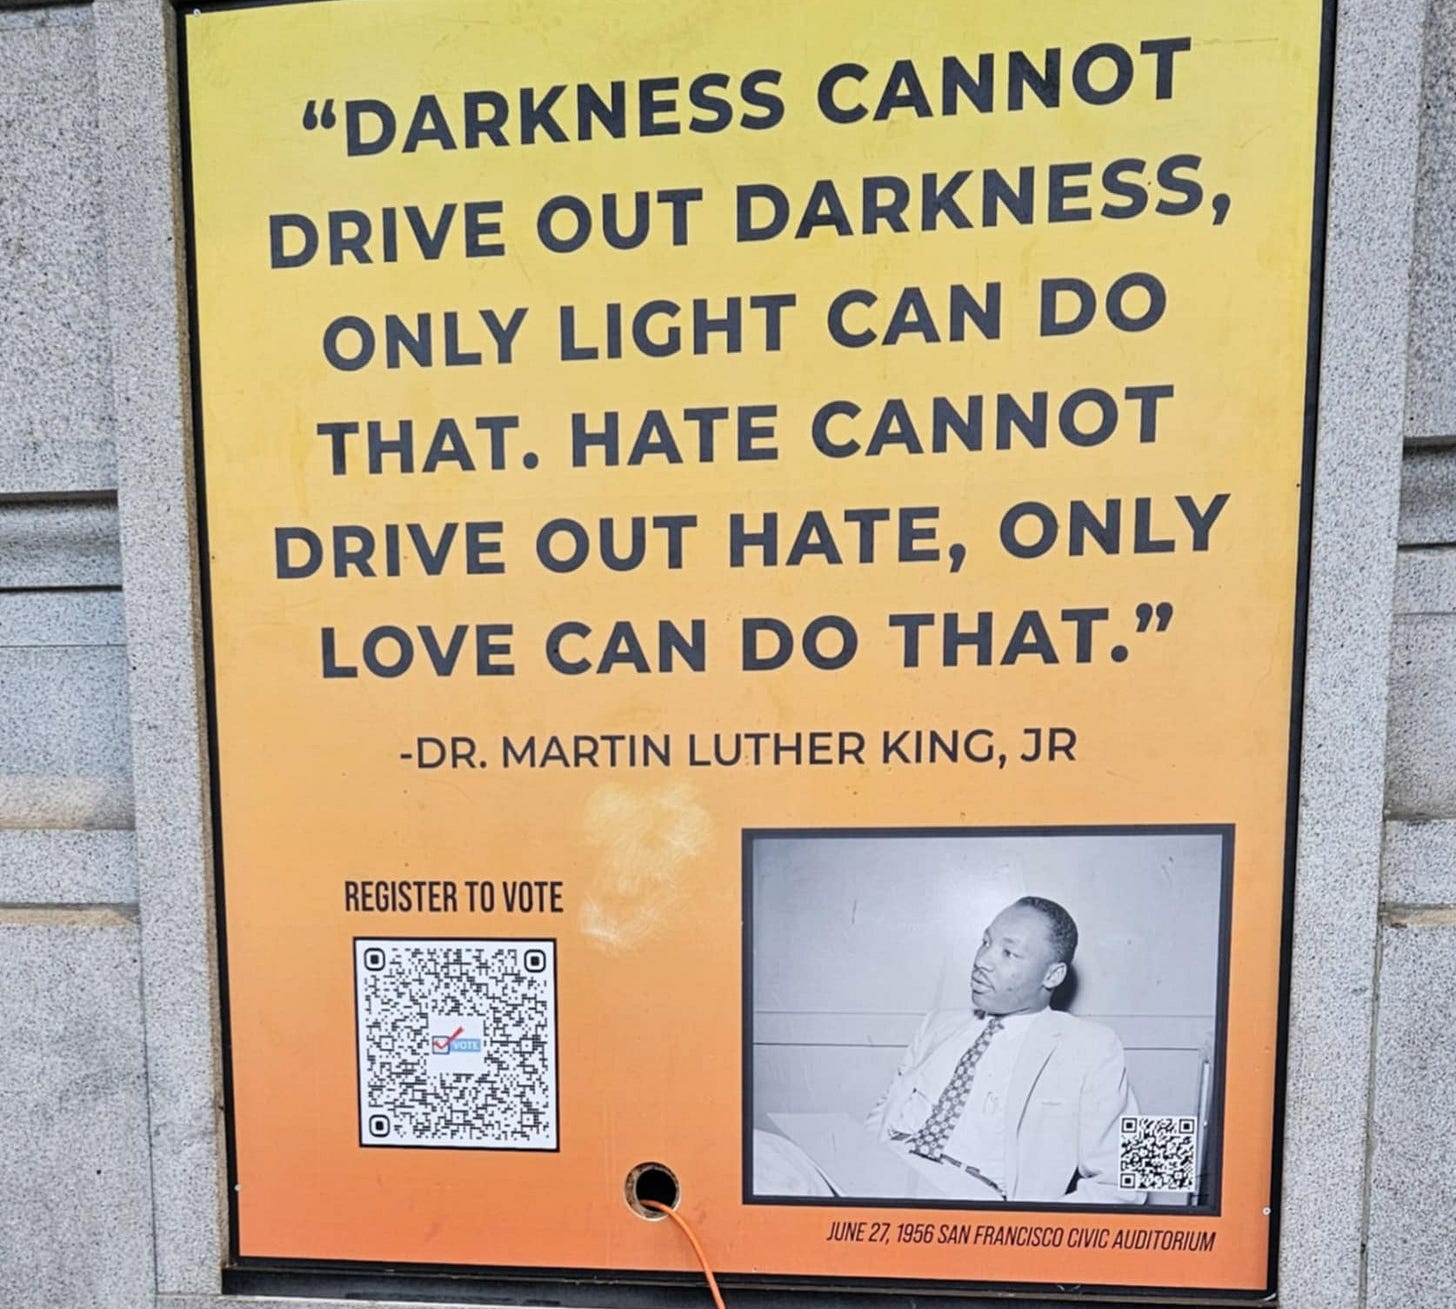 “DARKNESS CANNOT
DRIVE OUT DARKNESS,
ONLY LIGHT CAN DO
THAT. HATE CANNOT
DRIVE OUT HATE, ONLY
LOVE CAN DO THAT.”
-DR. MARTIN LUTHER KING, JR
REGISTER TO VOTE
VOTE
JUNE 27, 1956 SAN FRANCISCO CIVIC AUDITORIUM